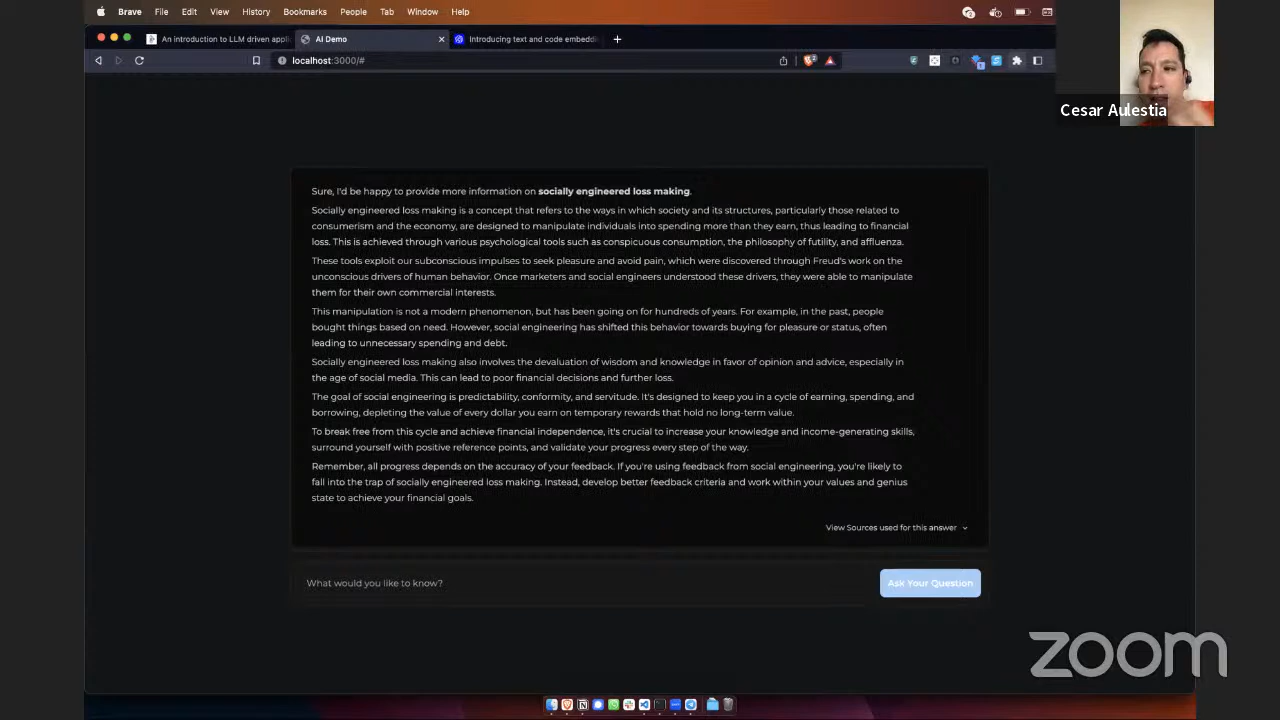 Brave File Edit View History Bookmarks People Tab Window Help
An introduction to LLM driven appli
AI Demo
Introducing text and code embeddi
localhost:3000/#
Cesar Aulestia
Sure, I'd be happy to provide more information on socially engineered loss making.
Socially engineered loss making is a concept that refers to the ways in which society and its structures, particularly those related to
consumerism and the economy, are designed to manipulate individuals into spending more than they earn, thus leading to financial
loss. This is achieved through various psychological tools such as conspicuous consumption, the philosophy of futility, and affluenza.
These tools exploit our subconscious impulses to seek pleasure and avoid pain, which were discovered through Freud's work on the
unconscious drivers of human behavior. Once marketers and social engineers understood these drivers, they were able to manipulate
them for their own commercial interests.
This manipulation is not a modern phenomenon, but has been going on for hundreds of years. For example, in the past, people
bought things based on need. However, social engineering has shifted this behavior towards buying for pleasure or status, often
leading to unnecessary spending and debt.
Socially engineered loss making also involves the devaluation of wisdom and knowledge in favor of opinion and advice, especially in
the age of social media. This can lead to poor financial decisions and further loss.
The goal of social engineering is predictability, conformity, and servitude. It's designed to keep you in a cycle of earning, spending, and
borrowing, depleting the value of every dollar you earn on temporary rewards that hold no long-term value.
To break free from this cycle and achieve financial independence, it's crucial to increase your knowledge and income-generating skills,
surround yourself with positive reference points, and validate your progress every step of the way.
Remember, all progress depends on the accuracy of your feedback. If you're using feedback from social engineering, you're likely to
fall into the trap of socially engineered loss making. Instead, develop better feedback criteria and work within your values and genius
state to achieve your financial goals.
View Sources used for this answer
What would you like to know?
Ask Your Question
zoom